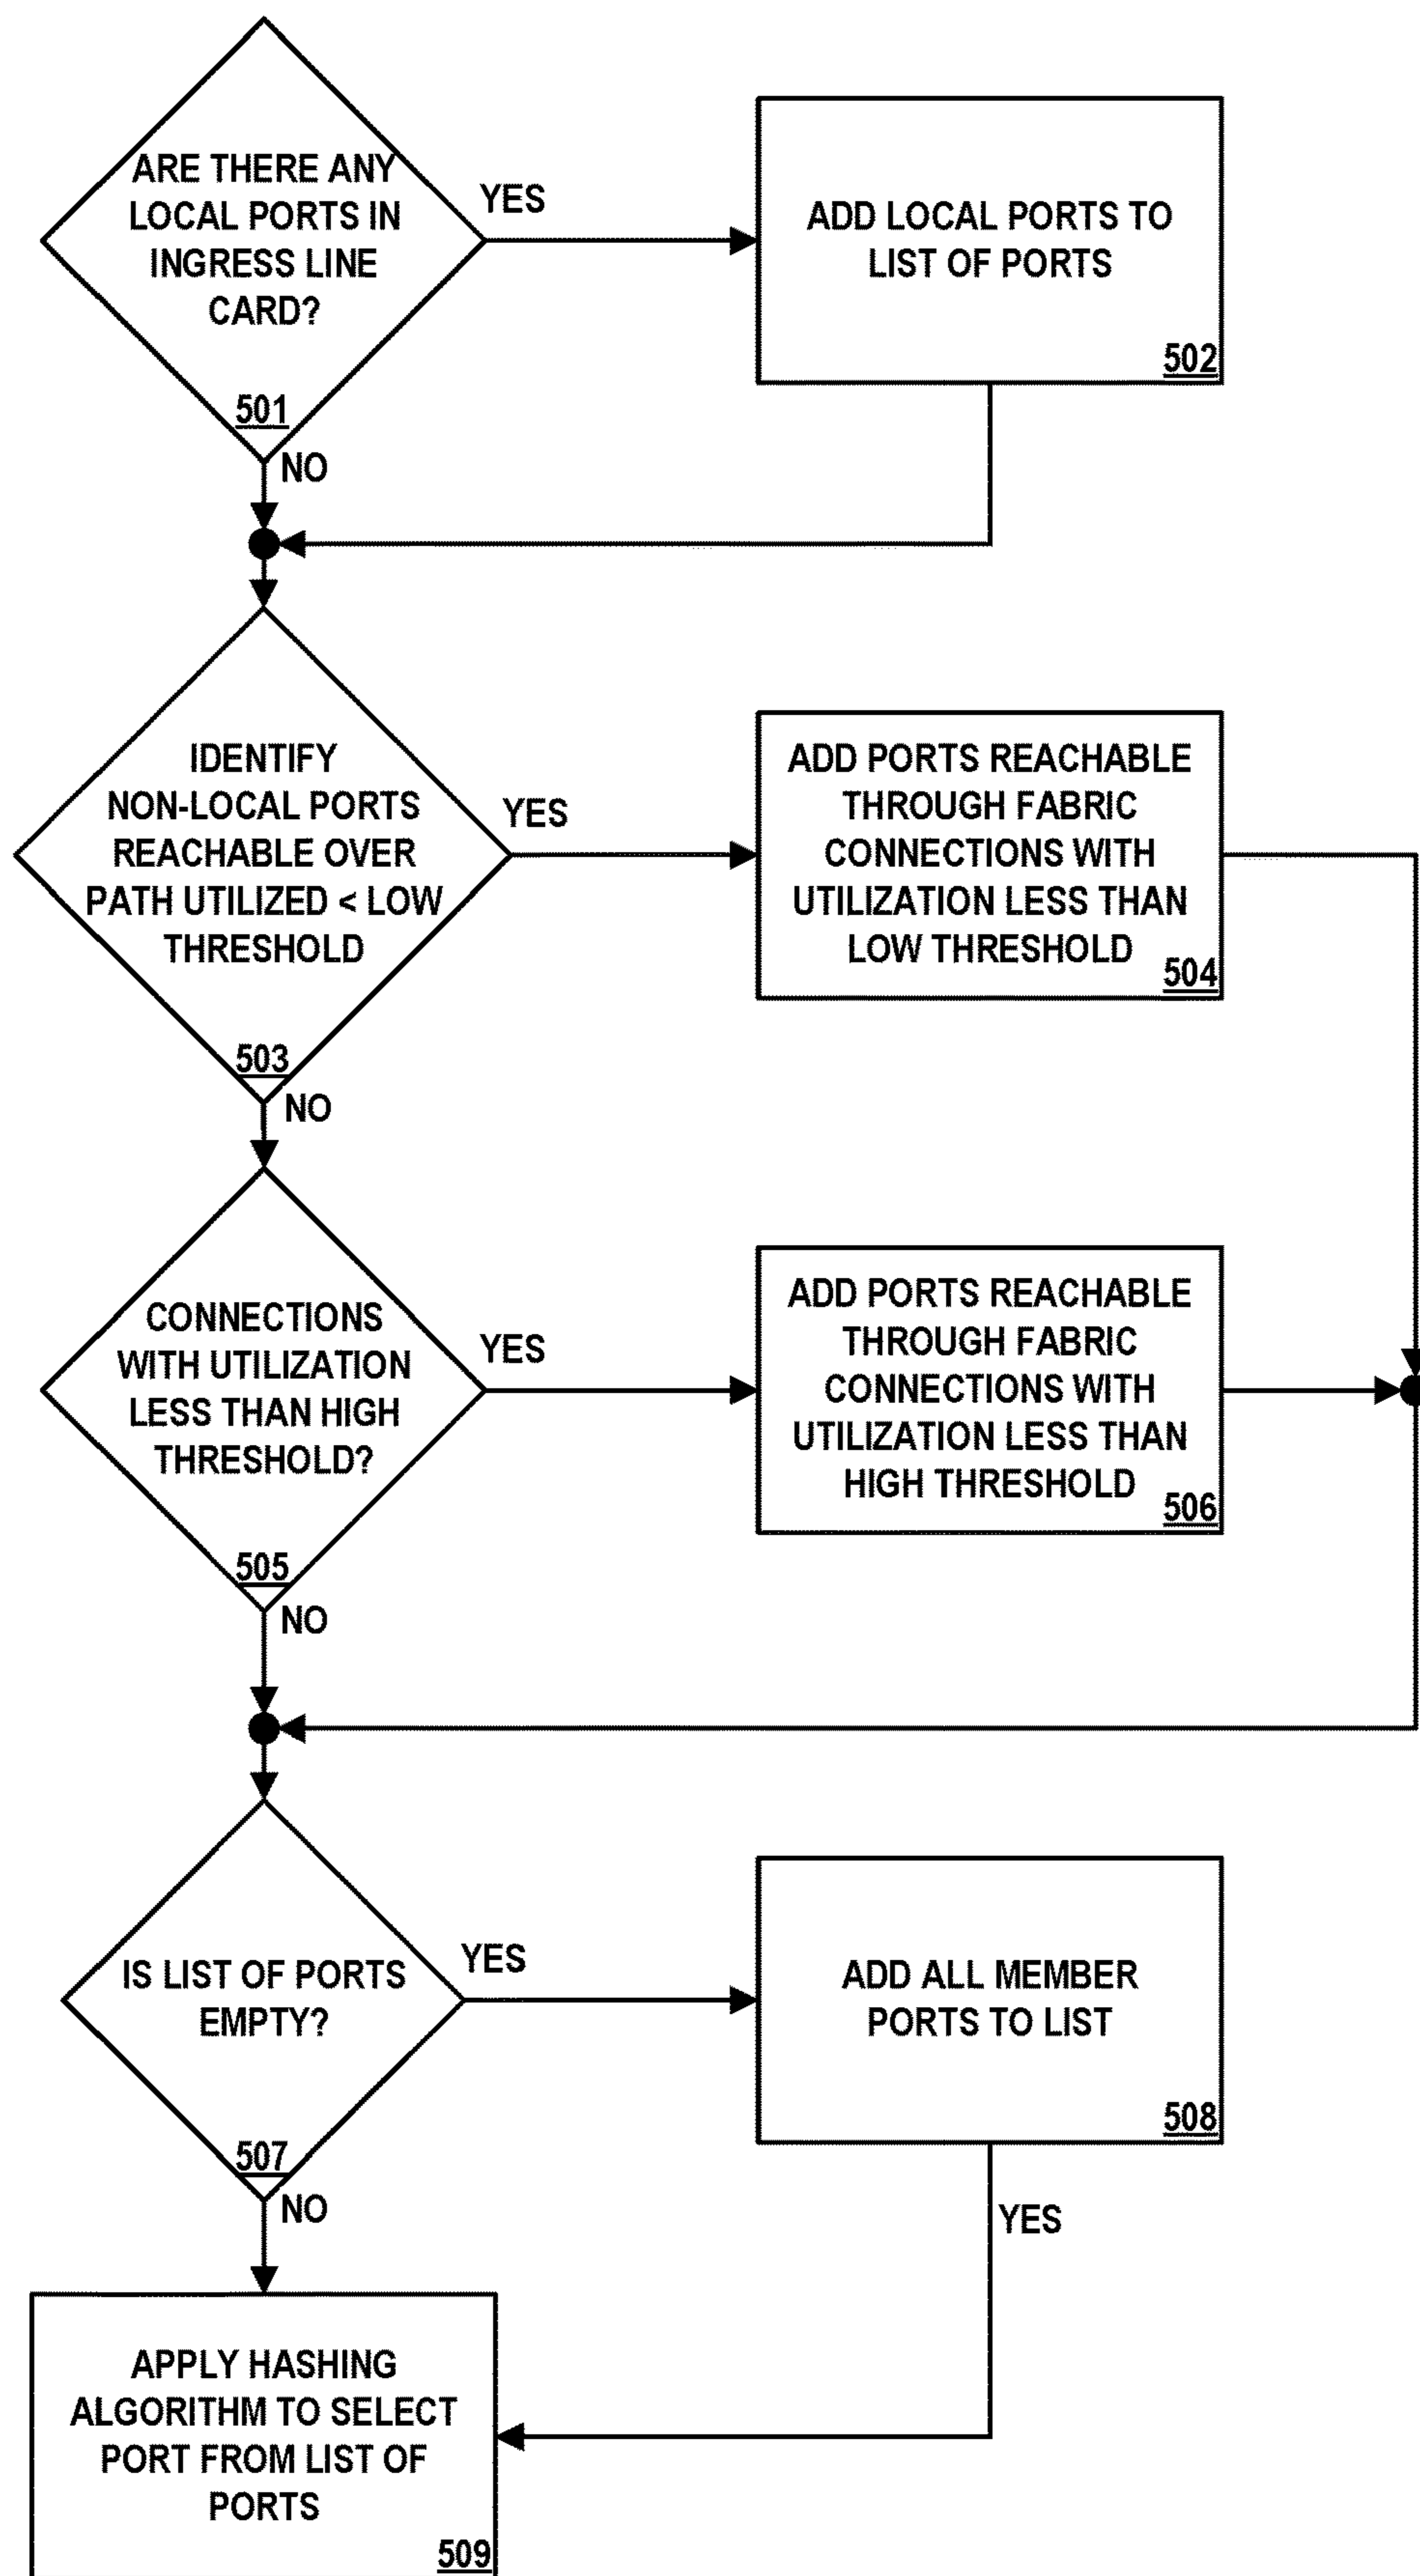 ARE THERE ANY
LOCAL PORTS IN
INGRESS LINE
CARD?
501
YES
ADD LOCAL PORTS TO
LIST OF PORTS
502
NO
IDENTIFY
NON-LOCAL PORTS
REACHABLE OVER
PATH UTILIZED < LOW
THRESHOLD
503
YES
ADD PORTS REACHABLE
THROUGH FABRIC
CONNECTIONS WITH
UTILIZATION LESS THAN
LOW THRESHOLD
504
NO
CONNECTIONS
WITH UTILIZATION
LESS THAN HIGH
THRESHOLD?
505
YES
ADD PORTS REACHABLE
THROUGH FABRIC
CONNECTIONS WITH
UTILIZATION LESS THAN
HIGH THRESHOLD
506
NO
IS LIST OF PORTS
EMPTY?
507
YES
ADD ALL MEMBER
PORTS TO LIST
508
NO
YES
APPLY HASHING
ALGORITHM TO SELECT
PORT FROM LIST OF
PORTS
509